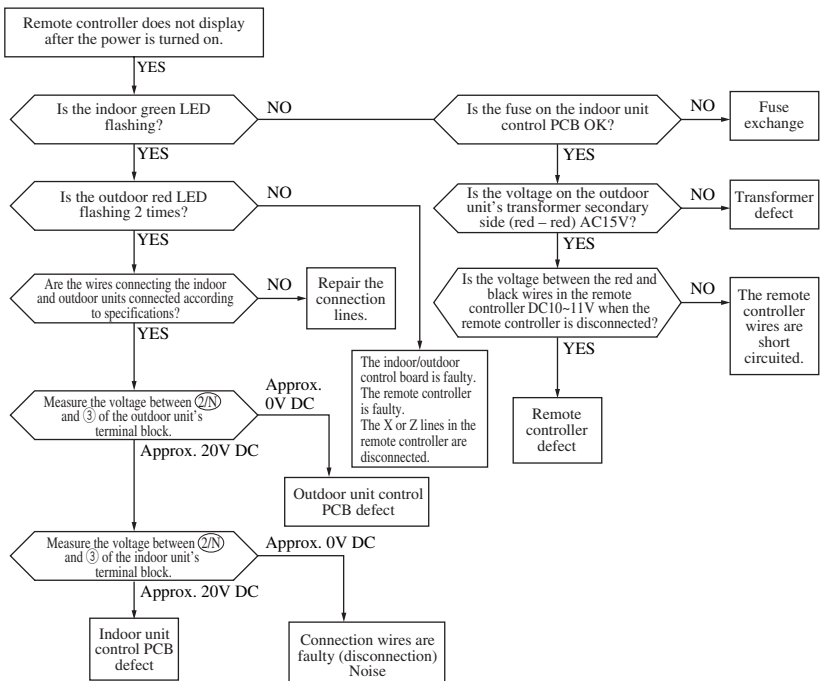 Remote controller does not display
after the power is turned on.
YES
Is the indoor green LED
flashing?
NO
Is the fuse on the indoor unit
control PCB OK?
NO
Fuse
exchange
YES
YES
Is the outdoor red LED
flashing 2 times?
NO
Is the voltage on the outdoor
unit's transformer secondary
side (red – red) AC15V?
NO
Transformer
defect
YES
YES
Are the wires connecting the indoor
and outdoor units connected according
to specifications?
NO
Repair the
connection
lines.
Is the voltage between the red and
black wires in the remote
controller DC10~11V when the
remote controller is disconnected?
NO
The remote
controller
wires are
short
circuited.
YES
YES
The indoor/outdoor
control board is faulty.
The remote controller
is faulty.
The X or Z lines in the
remote controller are
disconnected.
Remote
controller
defect
Measure the voltage between 2/N
and ③ of the outdoor unit's
terminal block.
Approx.
0V DC
Approx. 20V DC
Outdoor unit control
PCB defect
Measure the voltage between 2/N
and ③ of the indoor unit's
terminal block.
Approx. 0V DC
Approx. 20V DC
Indoor unit
control PCB
defect
Connection wires are
faulty (disconnection)
Noise